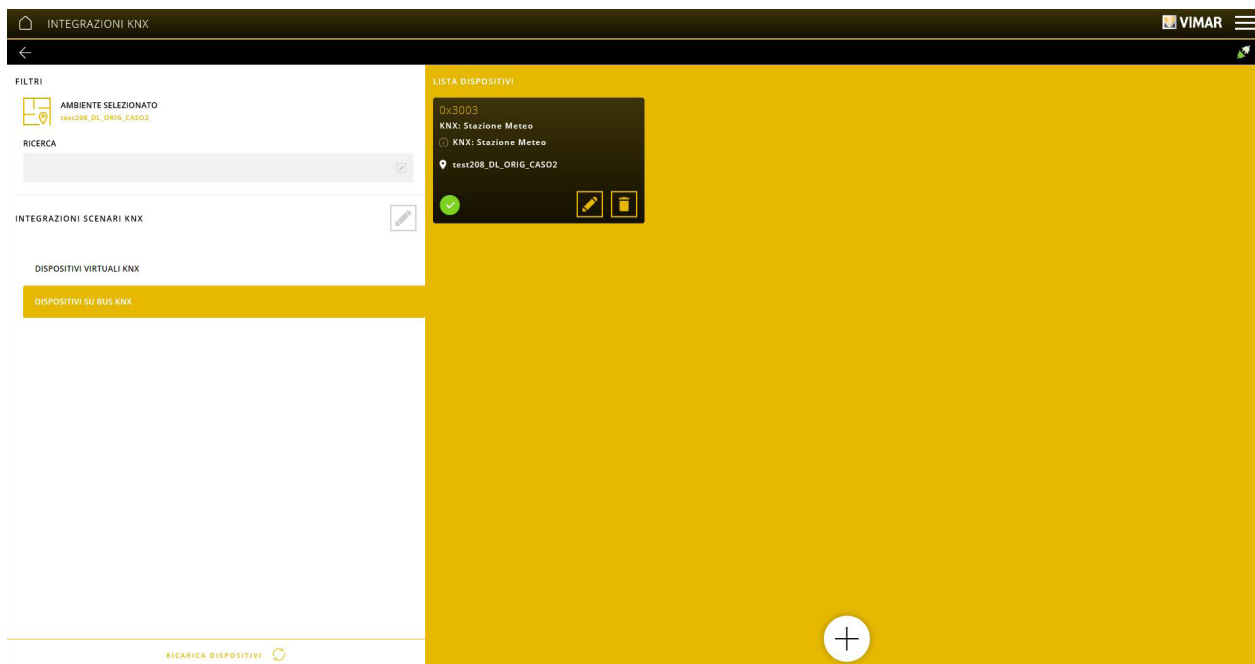 INTEGRAZIONI KNX
VIMAR
FILTRI
AMBIENTE SELEZIONATO
test208_DL_ORIG_CASO2
RICERCA
INTEGRAZIONI SCENARI KNX
DISPOSITIVI VIRTUALI KNX
DISPOSITIVI SU BUS KNX
RICARICA DISPOSITIVI
LISTA DISPOSITIVI
0x3003
KNX: Stazione Meteo
KNX: Stazione Meteo
test208_DL_ORIG_CASO2